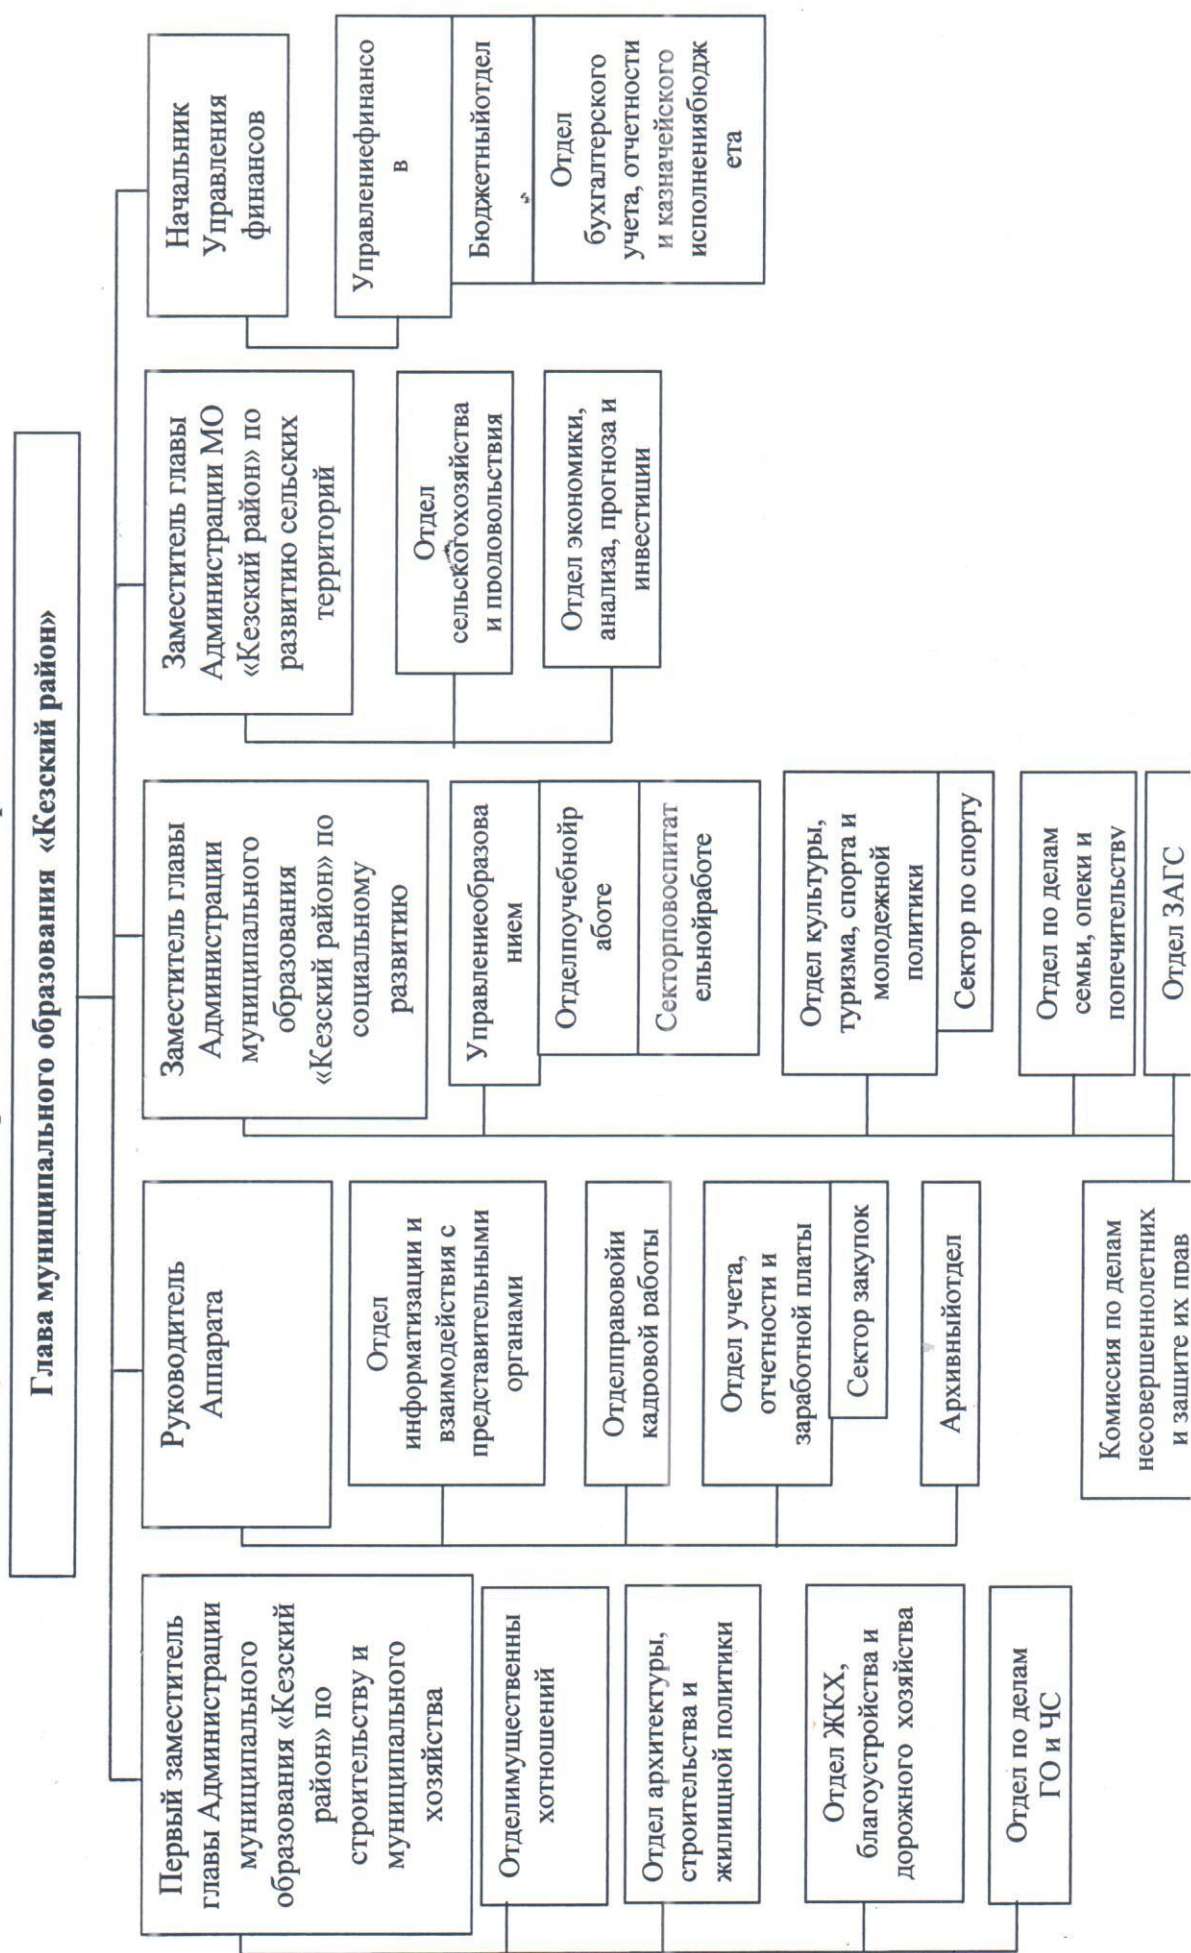 Глава муниципального образования «Кезский район»
Первый заместитель
главы Администрации
муниципального
образования «Кезский
район» по
строительству и
муниципального
хозяйства
Отделимущественны
хотношений
Отдел архитектуры,
строительства и
жилищной политики
Отдел ЖКХ,
благоустройства и
дорожного хозяйства
Отдел по делам
ГО и ЧС
Руководитель
Аппарата
Отдел
информатизации и
взаимодействия с
представительными
органами
Отделправовойи
кадровой работы
Отдел учета,
отчетности и
заработной платы
Сектор закупок
Архивныйотдел
Комиссия по делам
несовершеннолетних
и защите их прав
Заместитель главы
Администрации
муниципального
образования
«Кезский район» по
социальному
развитию
Управлениеобразова
нием
Отделпоучебнойр
аботе
Секторповоспитат
ельнойработе
Отдел культуры,
туризма, спорта и
молодежной
политики
Сектор по спорту
Отдел по делам
семьи, опеки и
попечительству
Отдел ЗАГС
Заместитель главы
Администрации МО
«Кезский район» по
развитию сельских
территорий
Отдел
сельскогохозяйства
и продовольствия
Отдел экономики,
анализа, прогноза и
инвестиции
Начальник
Управления
финансов
Управлениефинансо
в
Бюджетныйотдел
Отдел
бухгалтерского
учета, отчетности
и казначейского
исполнениябюдж
ета